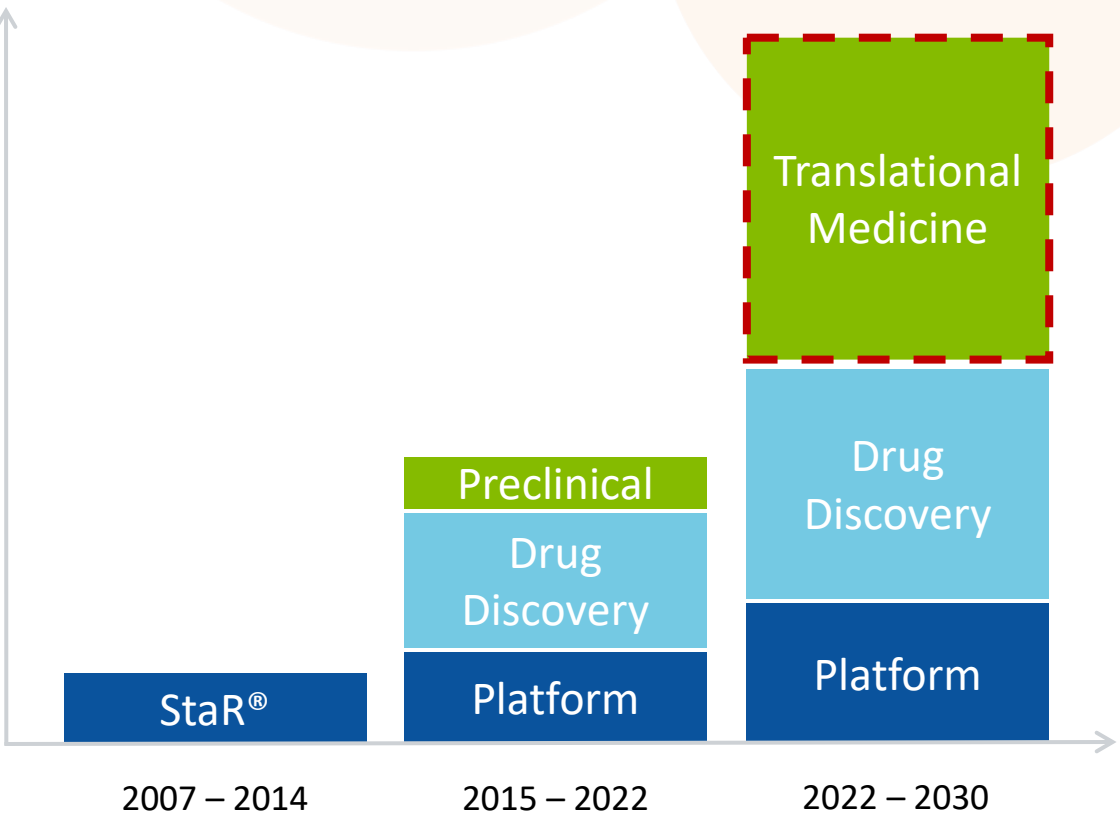 Translational
Medicine
Drug
Discovery
Platform
Preclinical
Drug
Discovery
Platform
StaR®
2007 – 2014
2015 – 2022
2022 – 2030